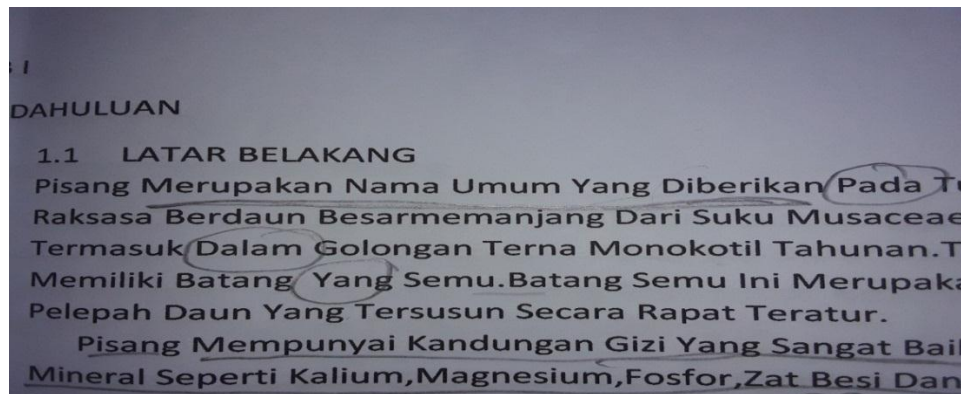 I
DAHULUAN
1.1 LATAR BELAKANG
Pisang Merupakan Nama Umum Yang Diberikan Pada
Raksasa Berdaun Besarmemanjang Dari Suku Musaceae
Termasuk Dalam Golongan Terna Monokotil Tahunan.T
Memiliki Batang Yang Semu.Batang Semu Ini Merupaka
Pelepah Daun Yang Tersusun Secara Rapat Teratur.
Pisang Mempunyai Kandungan Gizi Yang Sangat Bai
Mineral Seperti Kalium,Magnesium,Fosfor,Zat Besi Dan